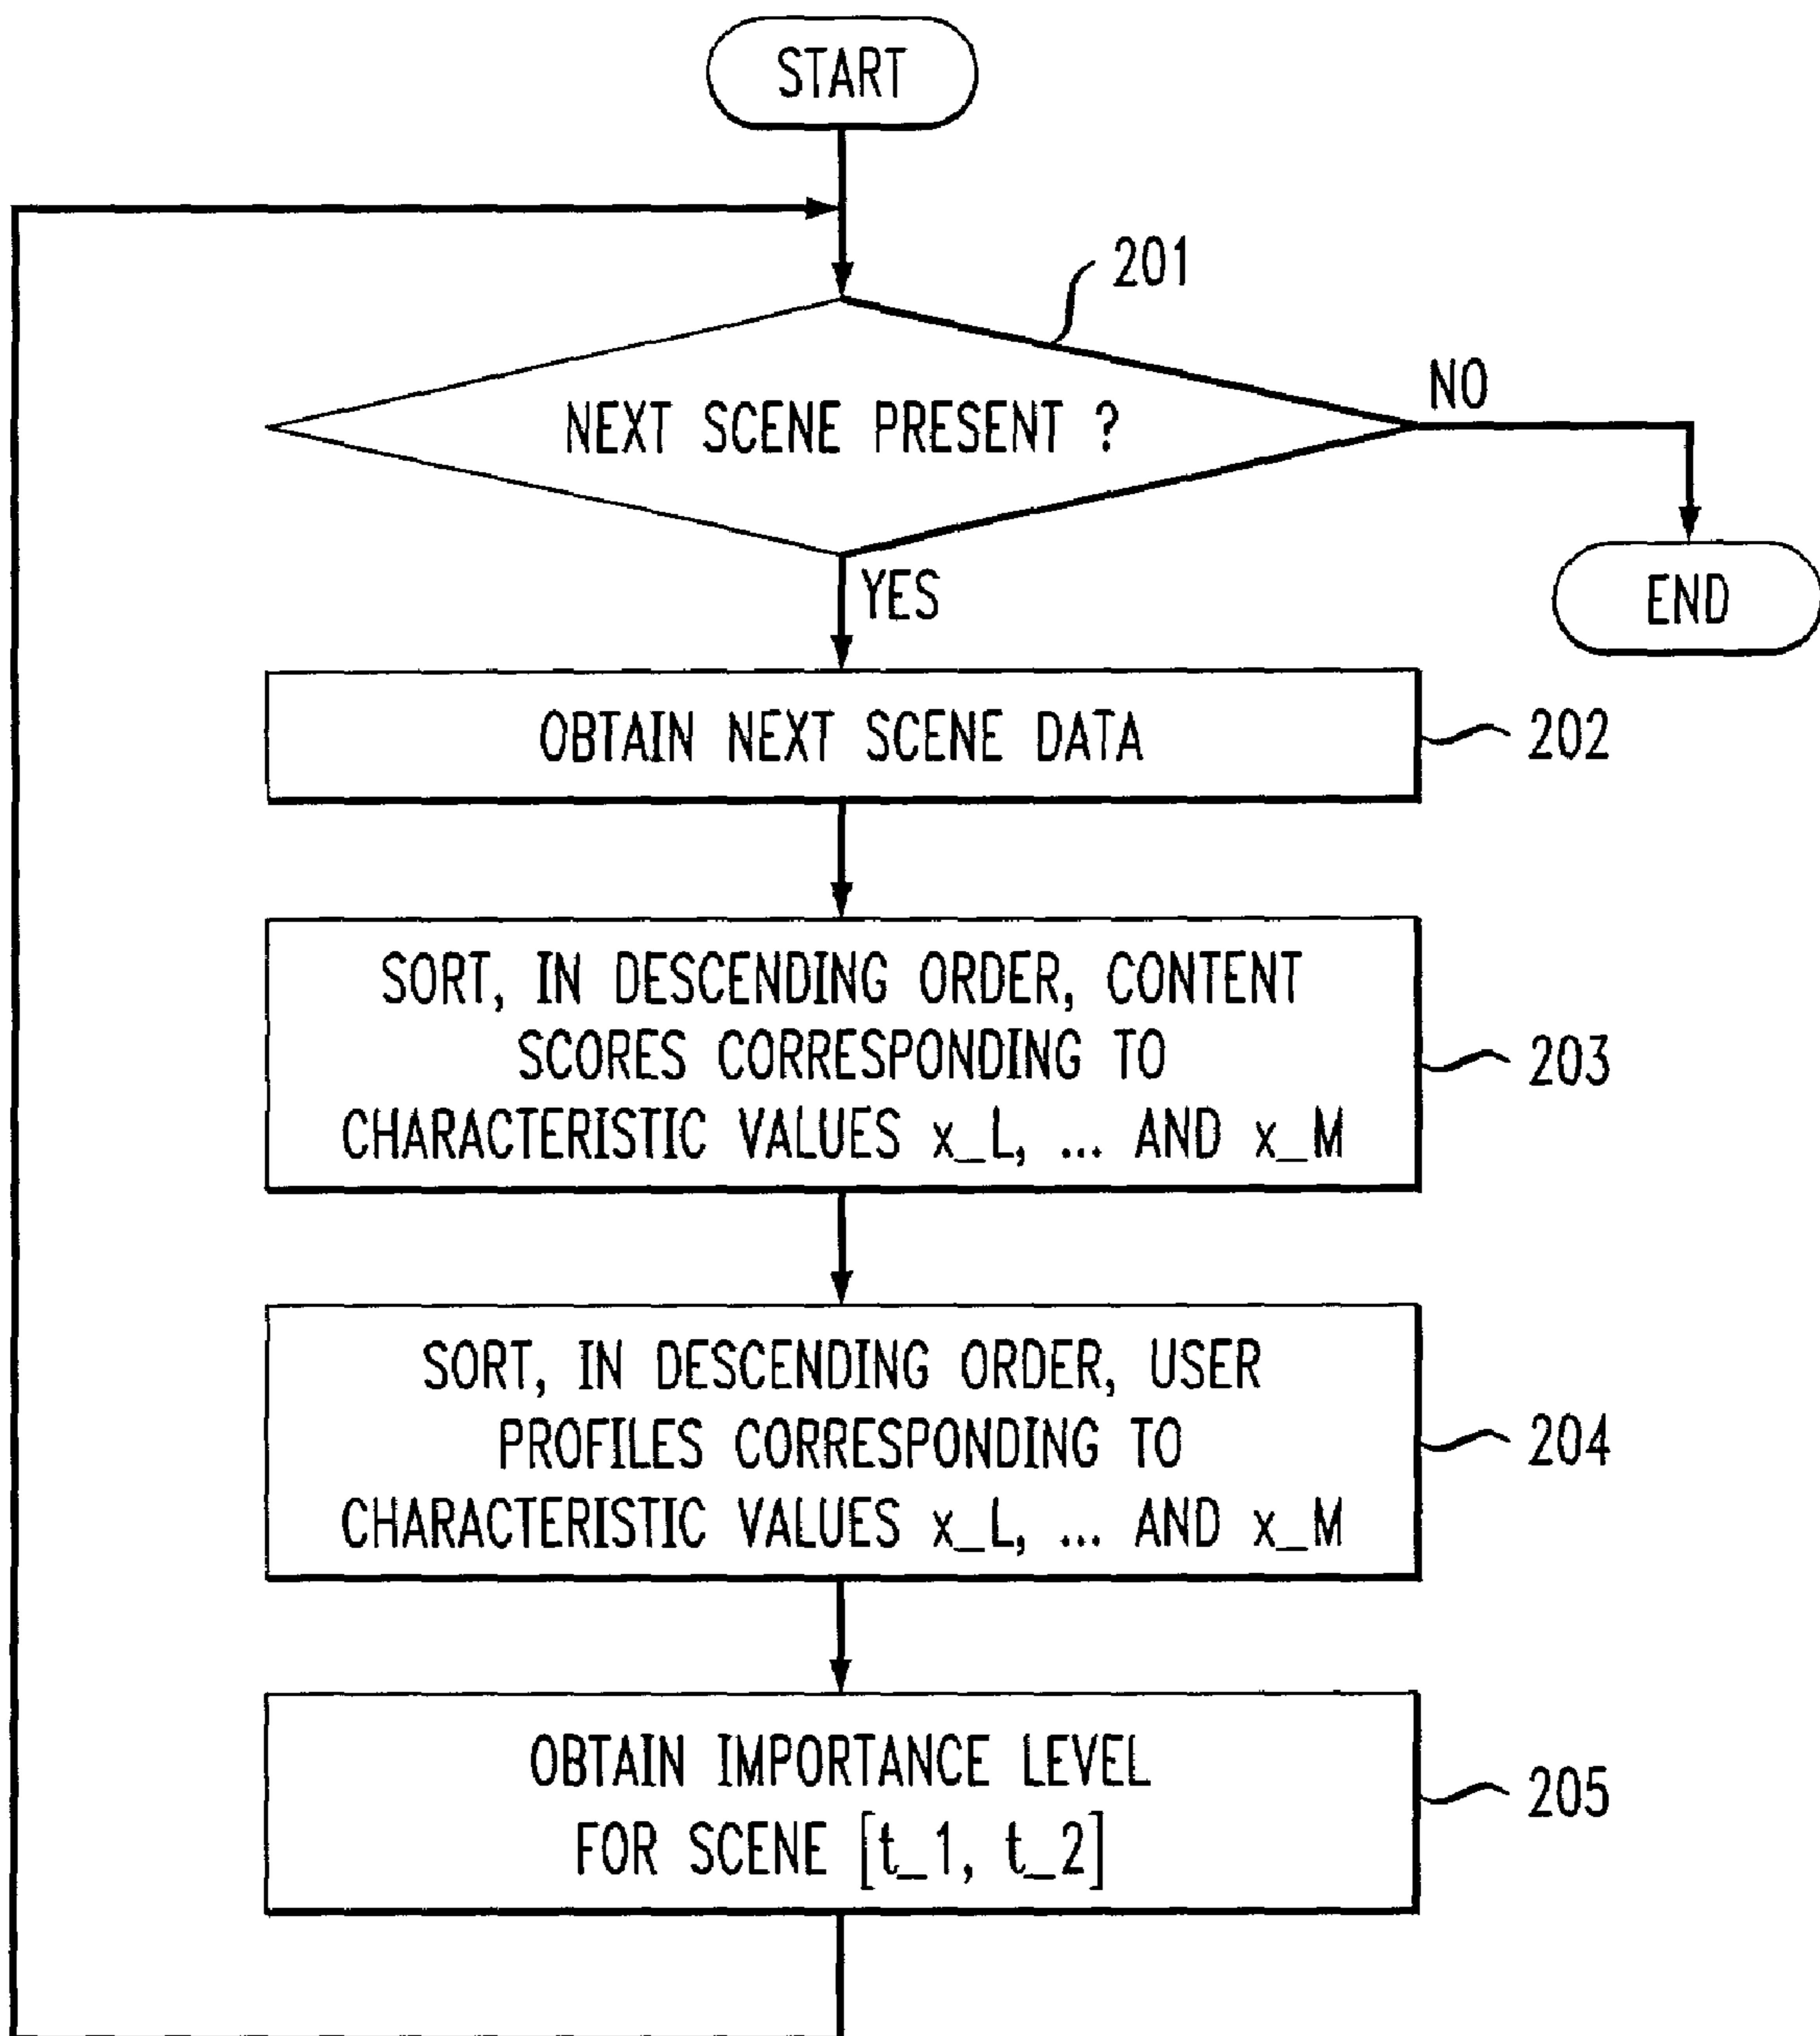 START
201
NEXT SCENE PRESENT ?
NO
YES
END
OBTAIN NEXT SCENE DATA
202
SORT, IN DESCENDING ORDER, CONTENT
SCORES CORRESPONDING TO
CHARACTERISTIC VALUES x_L, ... AND x_M
203
SORT, IN DESCENDING ORDER, USER
PROFILES CORRESPONDING TO
CHARACTERISTIC VALUES x_L, ... AND x_M
204
OBTAIN IMPORTANCE LEVEL
FOR SCENE [t_1, t_2]
205